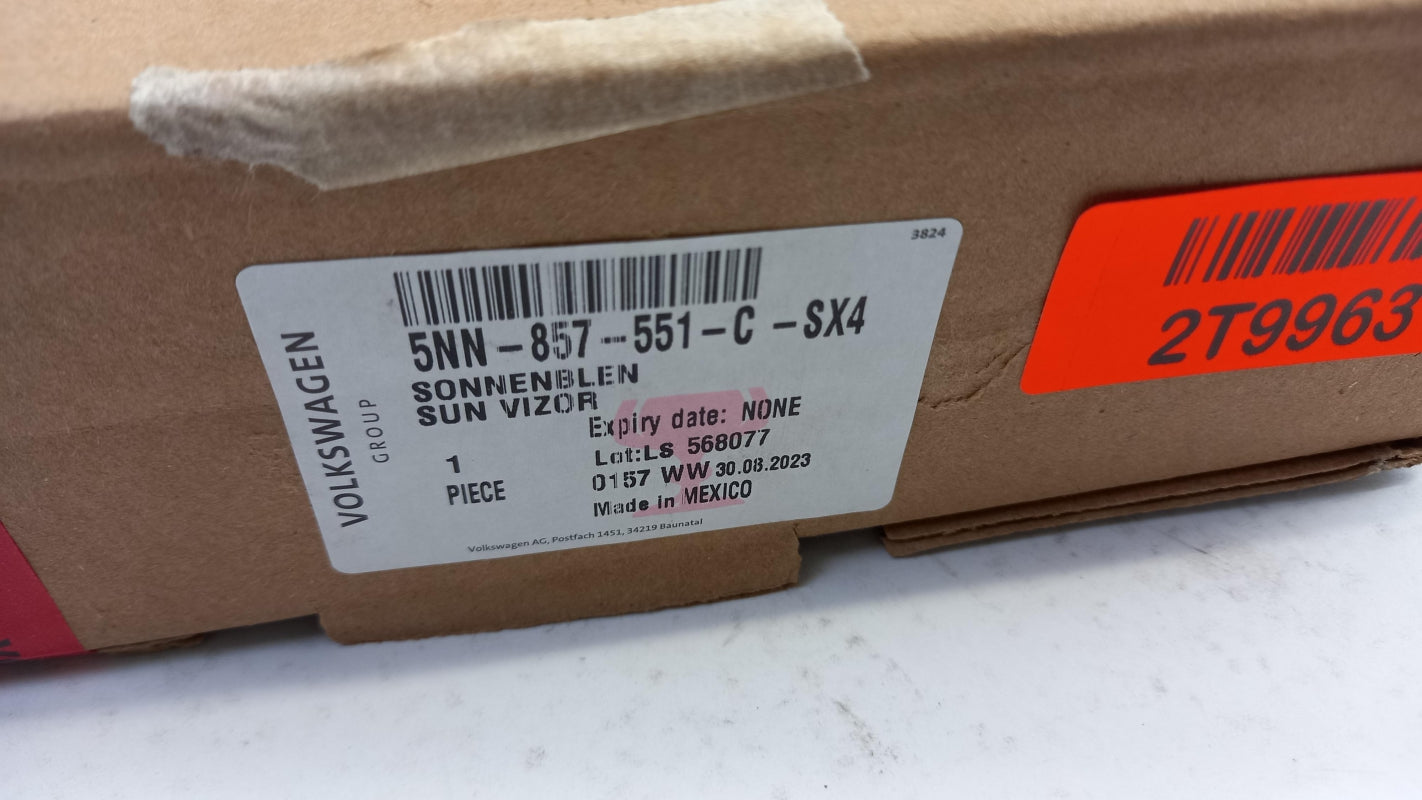 3824
5NN-857-551-C -SX4
SONNENBLEN
SUN VIZOR
Expiry date: NONE
Lot:LS 568077
1
PIECE
0157 WW 30.08.2023
Made in MEXICO
Volkswagen AG, Postfach 1451, 34219 Baunatal
VOLKSWAGEN
GROUP
2T9963